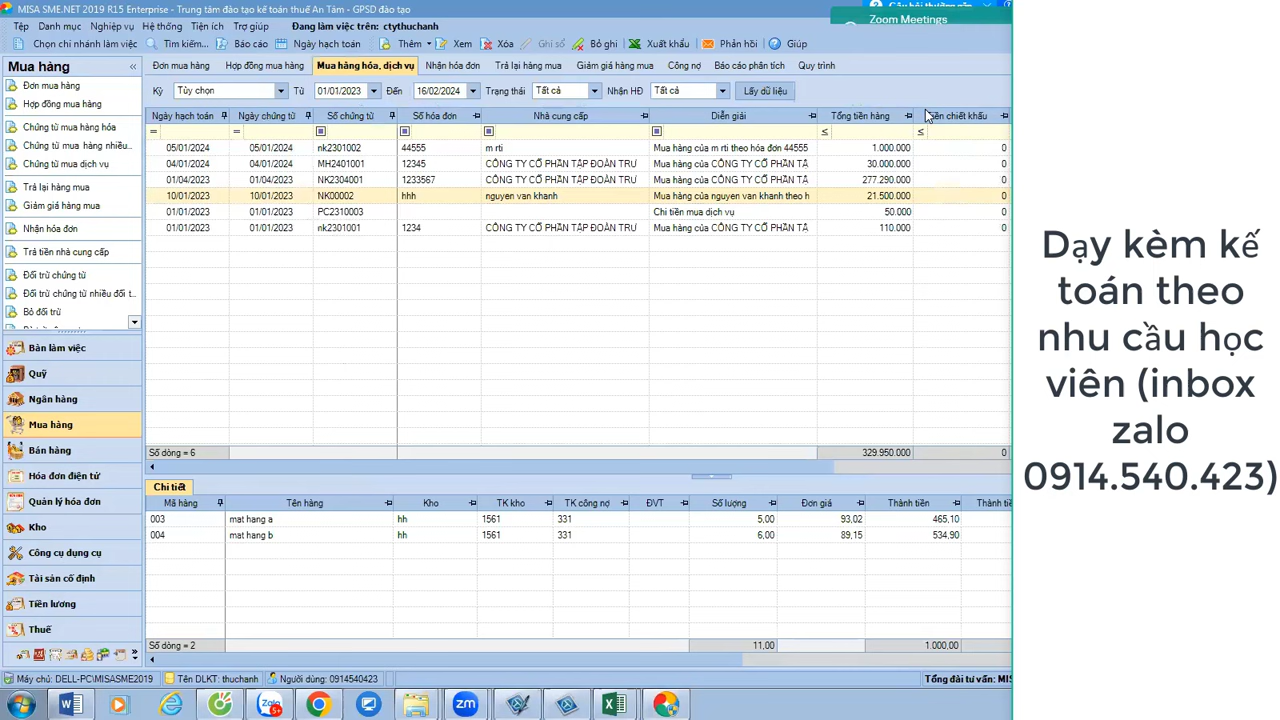 MISA SME.NET 2019 R15 Enterprise - Trung tâm đào tạo kế toán thuế An Tâm - GPSD đào tạo
Zoom Meetings
Tệp Danh mục Nghiệp vụ Hệ thống Tiện ích Trợ giúp Đang làm việc trên: ctythuchanh
Chọn chi nhánh làm việc Tìm kiếm... Báo cáo Ngày hạch toán Thêm Xem Xóa Ghi sổ Bỏ ghi Xuất khẩu Phản hồi Giúp
Mua hàng
Đơn mua hàng Hợp đồng mua hàng Mua hàng hóa, dịch vụ Nhận hóa đơn Trả lại hàng mua Giảm giá hàng mua Công nợ Báo cáo phân tích Quy trình
Đơn mua hàng
Hợp đồng mua hàng
Chứng từ mua hàng hóa
Chứng từ mua hàng nhiều...
Chứng từ mua dịch vụ
Trả lại hàng mua
Giảm giá hàng mua
Nhận hóa đơn
Trả tiền nhà cung cấp
Đối trừ chứng từ
Đối trừ chứng từ nhiều đối t...
Bỏ đối trừ
Bàn làm việc
Quỹ
Ngân hàng
Mua hàng
Bán hàng
Hóa đơn điện tử
Quản lý hóa đơn
Kho
Công cụ dụng cụ
Tài sản cố định
Tiền lương
Thuế
Kỳ Tùy chọn Từ 01/01/2023 Đến 16/02/2024 Trạng thái Tất cả Nhận HĐ Tất cả Lấy dữ liệu
Ngày hạch toán Ngày chứng từ Số chứng từ Số hóa đơn Nhà cung cấp Diễn giải Tổng tiền hàng tiền chiết khấu
= = ≤ ≤
05/01/2024 05/01/2024 nk2301002 44555 m rti Mua hàng của m rti theo hóa đơn 44555 1.000.000 0
04/01/2023 04/01/2023 MH2401001 12345 CÔNG TY CỔ PHẦN TẬP ĐOÀN TRƯ Mua hàng của CÔNG TY CỔ PHẦN TẬ 30.000.000 0
01/04/2023 01/04/2023 NK2304001 1233567 CÔNG TY CỔ PHẦN TẬP ĐOÀN TRƯ Mua hàng của CÔNG TY CỔ PHẦN TẬ 277.290.000 0
10/01/2023 10/01/2023 NK00002 hhh nguyen van khanh Mua hàng của nguyen van khanh theo h 21.500.000 0
01/01/2023 01/01/2023 PC2310003 Chi tiền mua dịch vụ 50.000 0
01/01/2023 01/01/2023 nk2301001 1234 CÔNG TY CỔ PHẦN TẬP ĐOÀN TRƯ Mua hàng của CÔNG TY CỔ PHẦN TẬ 110.000 0
Số dòng = 6 329.950.000 0
Chi tiết
Mã hàng Tên hàng Kho TK kho TK công nợ ĐVT Số lượng Đơn giá Thành tiền Thành tiề
003 mat hang a hh 1561 331 5,00 93,02 465,10
004 mat hang b hh 1561 331 6,00 89,15 534,90
Số dòng = 2 11,00 1.000,00
Máy chủ: DELL-PC\MISASME2019 Tên DLKT: thuchanh Người dùng: 0914540423 Tổng đài tư vấn: MIS
Dạy kèm kế
toán theo
nhu cầu học
viên (inbox
zalo
0914.540.423)